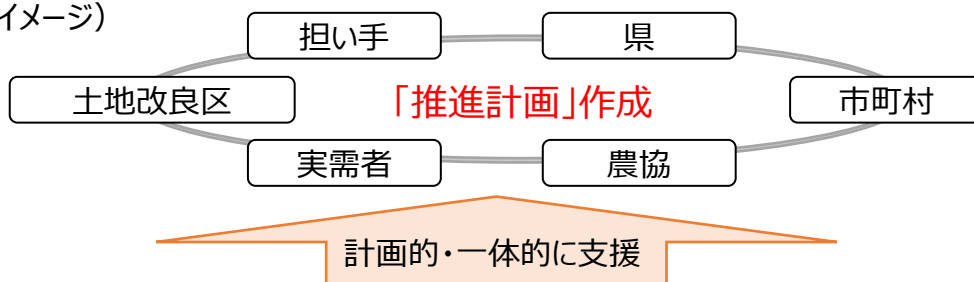 イメージ）
担い手
県
土地改良区
「推進計画」作成
市町村
実需者
農協
計画的・一体的に支援